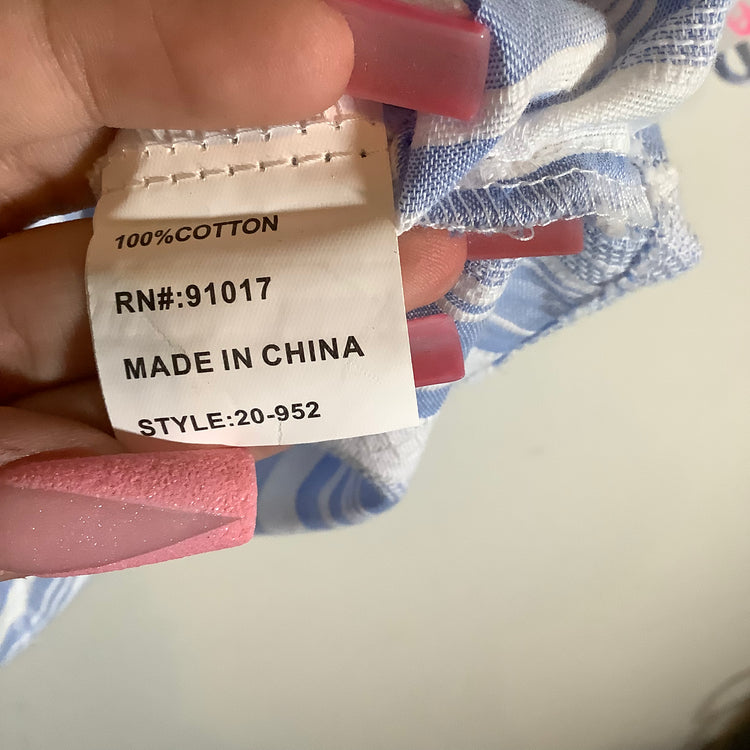 100%COTTON
RN#:91017
MADE IN CHINA
STYLE:20-952